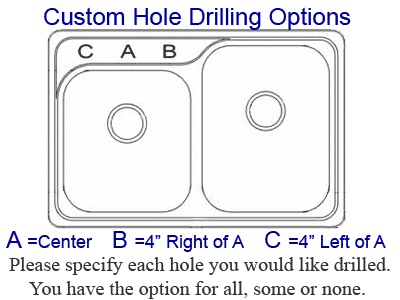 Custom Hole Drilling Options
C A B
A =Center B =4” Right of A C =4” Left of A
Please specify each hole you would like drilled.
You have the option for all, some or none.